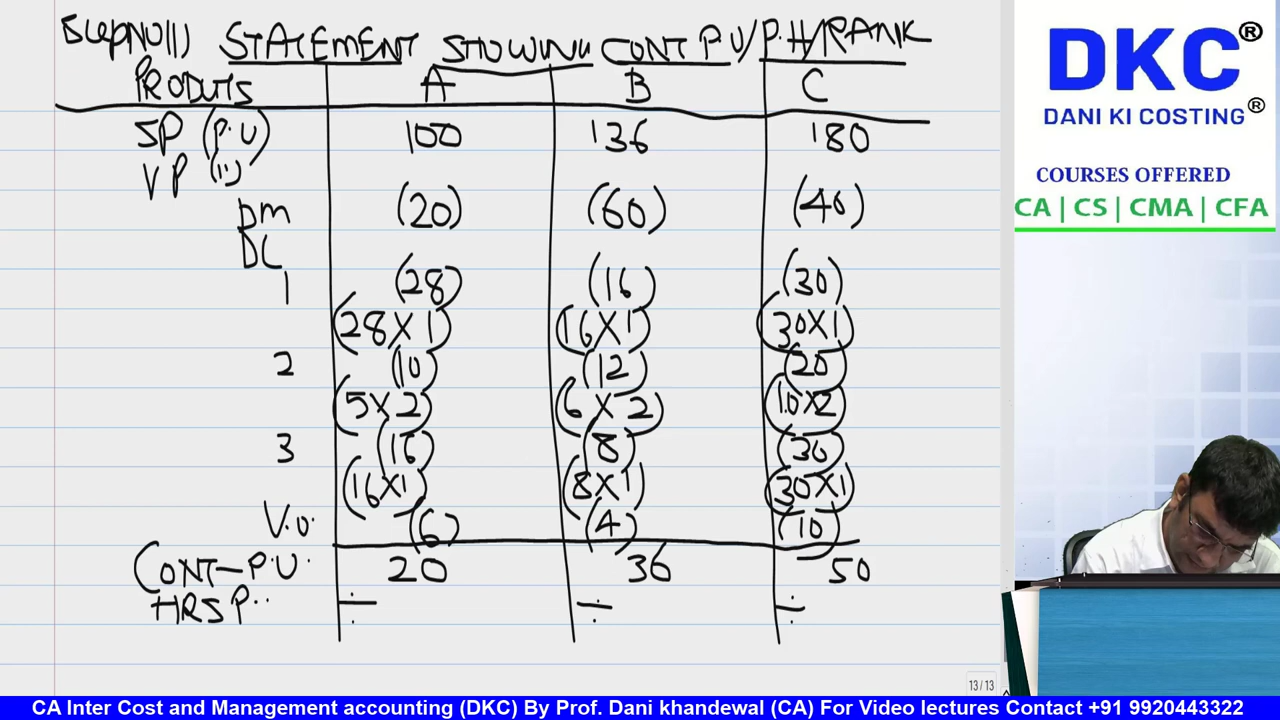 Step NO(1) STATEMENT SHOWING CONT P.U/P.H/RANK
PRODUTS A B C
SP (P.U) 100 136 180
VP (")
DM (20) (60) (40)
DL
1 (28) (16) (30)
(28X1) (16X1) (30X1)
2 (10) (12) (20)
(5X2) (6X2) (10X2)
3 (16) (8) (30)
(16X1) (8X1) (30X1)
V.O. (6) (4) (10)
CONT-P.U. 20 36 50
HRS P.. ÷ ÷ ÷
13/13
DKC®
DANI KI COSTING®
COURSES OFFERED
CA | CS | CMA | CFA
CA Inter Cost and Management accounting (DKC) By Prof. Dani khandewal (CA) For Video lectures Contact +91 9920443322